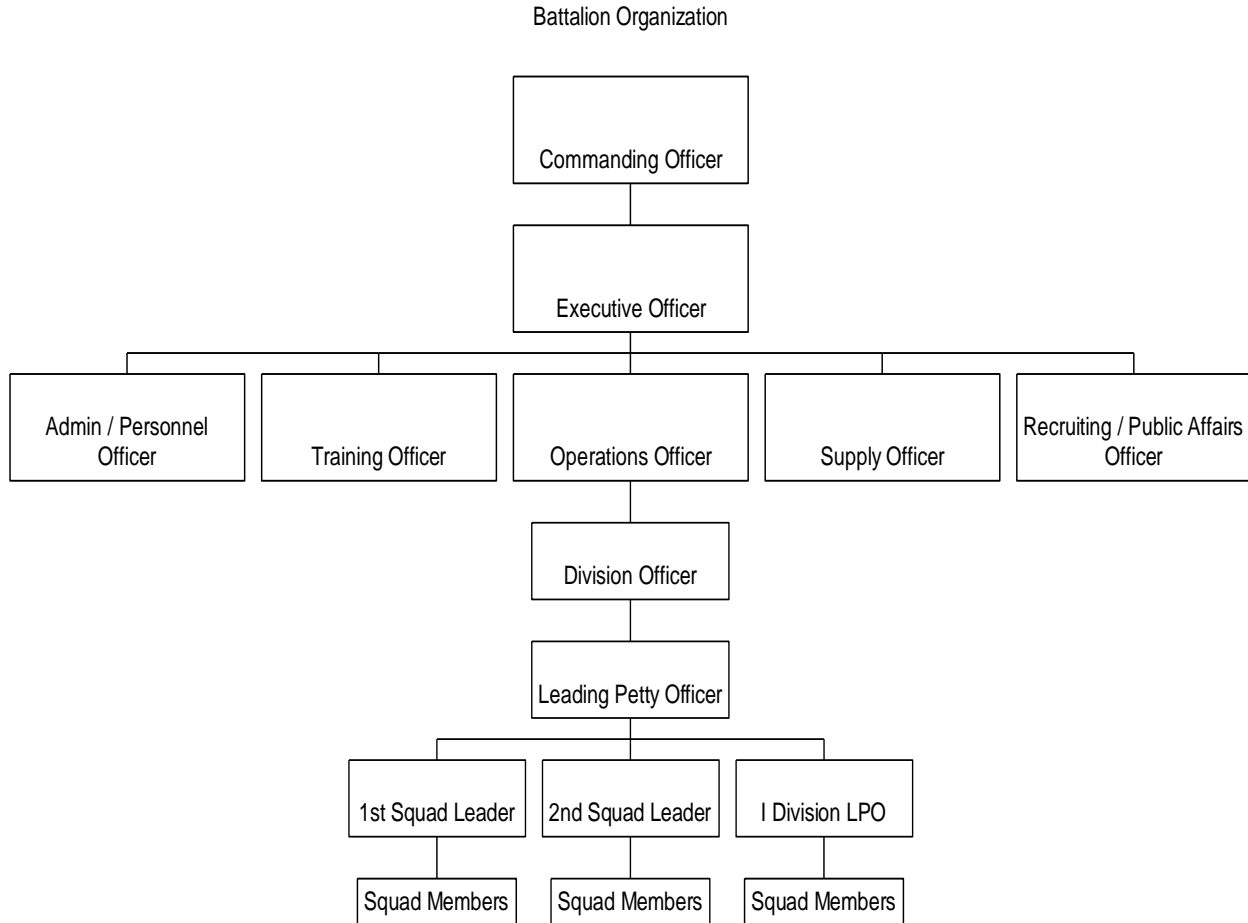 Battalion Organization
Commanding Officer
Executive Officer
Admin / Personnel
Officer
Training Officer
Operations Officer
Supply Officer
Recruiting / Public Affairs
Officer
Division Officer
Leading Petty Officer
1st Squad Leader
2nd Squad Leader
I Division LPO
Squad Members
Squad Members
Squad Members